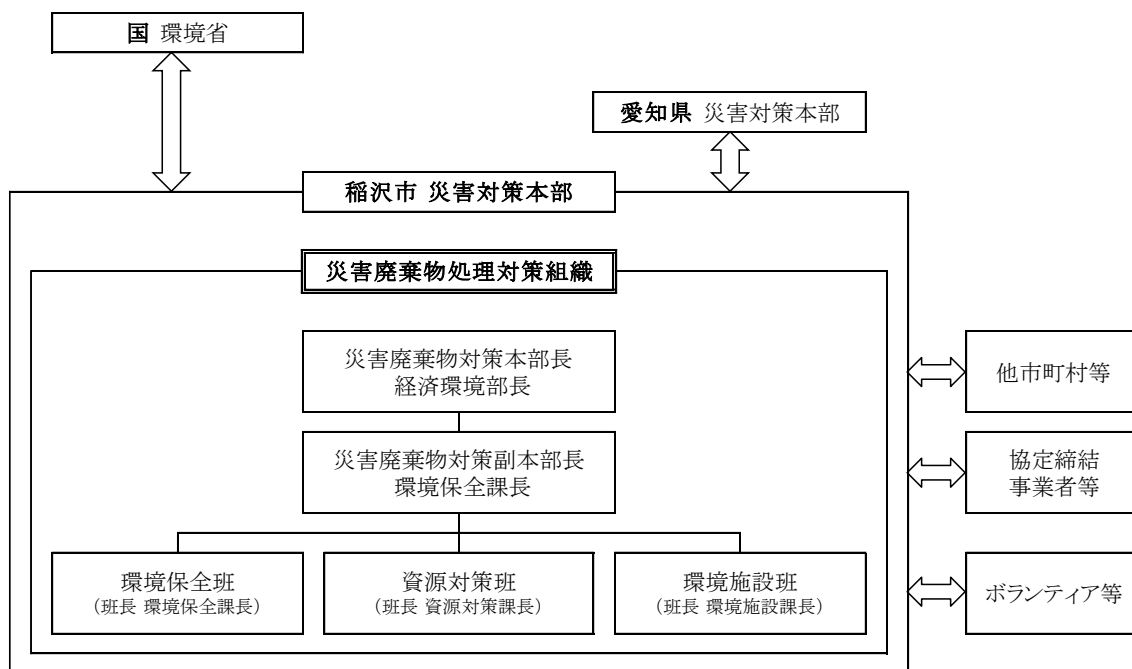 国 環境省
愛知県 災害対策本部
稲沢市 災害対策本部
災害廃棄物処理対策組織
災害廃棄物対策本部長
経済環境部長
他市町村等
災害廃棄物対策副本部長
環境保全課長
協定締結
事業者等
環境保全班
(班長 環境保全課長)
資源対策班
(班長 資源対策課長)
環境施設班
(班長 環境施設課長)
ボランティア等